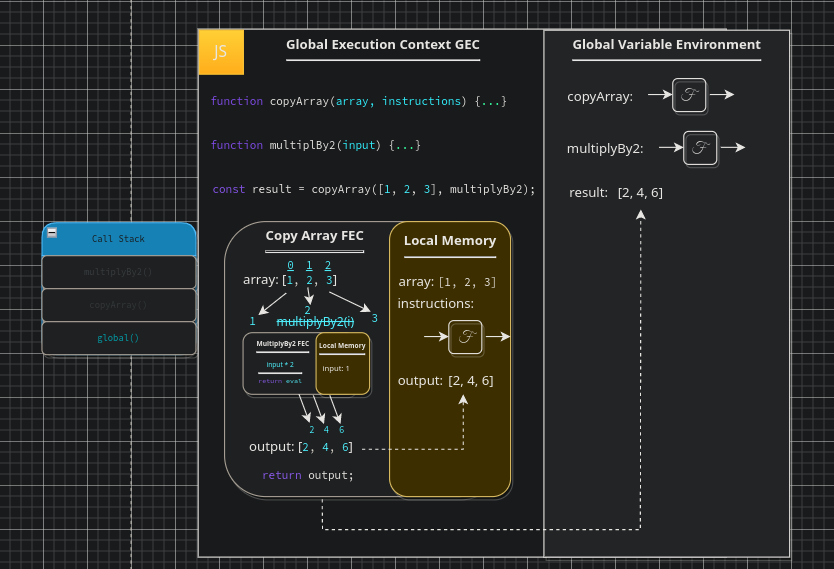 JS
Global Execution Context GEC
function copyArray(array, instructions) {...}
function multiplBy2(input) {...}
const result = copyArray([1, 2, 3], multiplyBy2);
Global Variable Environment
copyArray: F
multiplyBy2: F
result: [2, 4, 6]
Call Stack
multiplyBy2()
copyArray()
global()
Copy Array FEC
0 1 2
array: [1, 2, 3]
1 2 3
multiplyBy2(i)
MultiplyBy2 FEC
input * 2
return eval
Local Memory
input: 1
2 4 6
output: [2, 4, 6]
return output;
Local Memory
array: [1, 2, 3]
instructions:
F
output: [2, 4, 6]